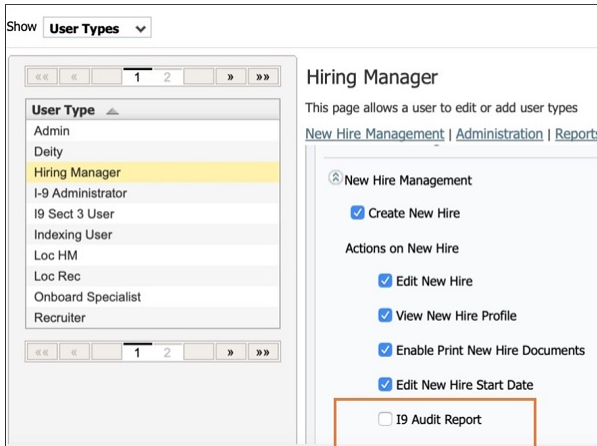 Show User Types
«« « 1 2 » »»
User Type
Admin
Deity
Hiring Manager
I-9 Administrator
I9 Sect 3 User
Indexing User
Loc HM
Loc Rec
Onboard Specialist
Recruiter
«« « 1 2 » »»
Hiring Manager
This page allows a user to edit or add user types
New Hire Management | Administration | Reports
New Hire Management
Create New Hire
Actions on New Hire
Edit New Hire
View New Hire Profile
Enable Print New Hire Documents
Edit New Hire Start Date
I9 Audit Report